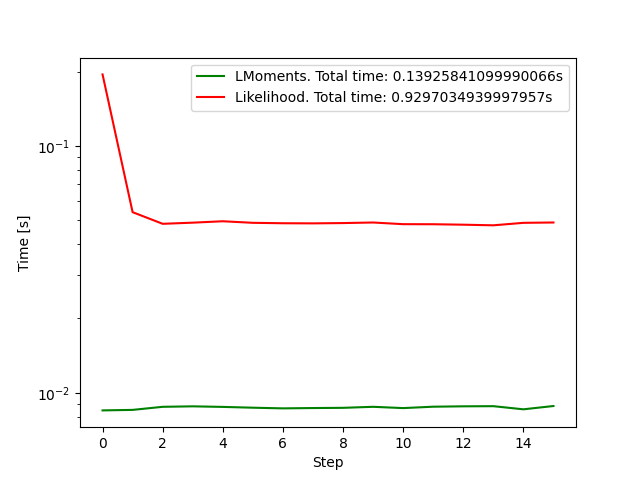 LMoments. Total time: 0.13925841099990066s
Likelihood. Total time: 0.9297034939997957s
10⁻¹
10⁻²
Time [s]
0 2 4 6 8 10 12 14
Step